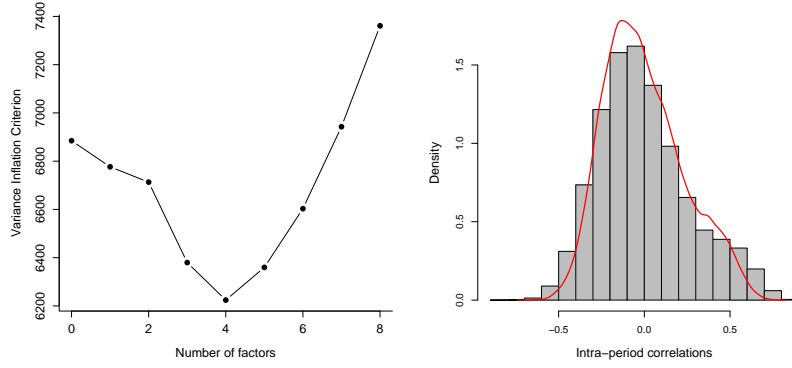 Variance Inflation Criterion
7400
7200
7000
6800
6600
6400
6200
0 2 4 6 8
Number of factors
Density
1.5
1.0
0.5
0.0
−0.5 0.0 0.5
Intra−period correlations